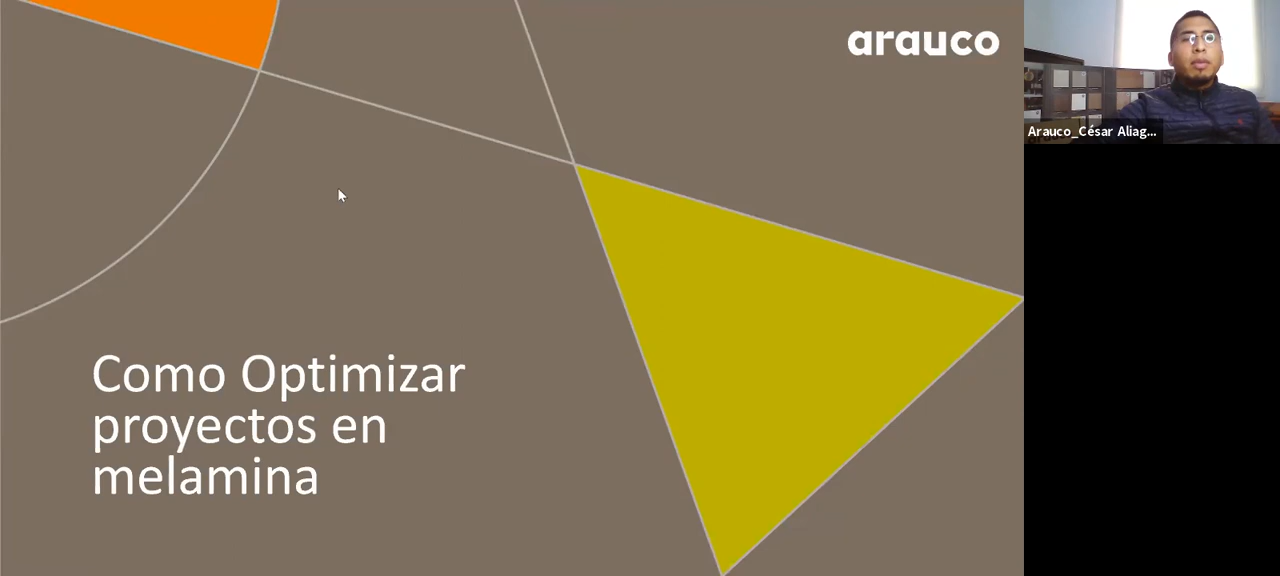 arauco
Arauco_César Aliag...
Como Optimizar
proyectos en
melamina